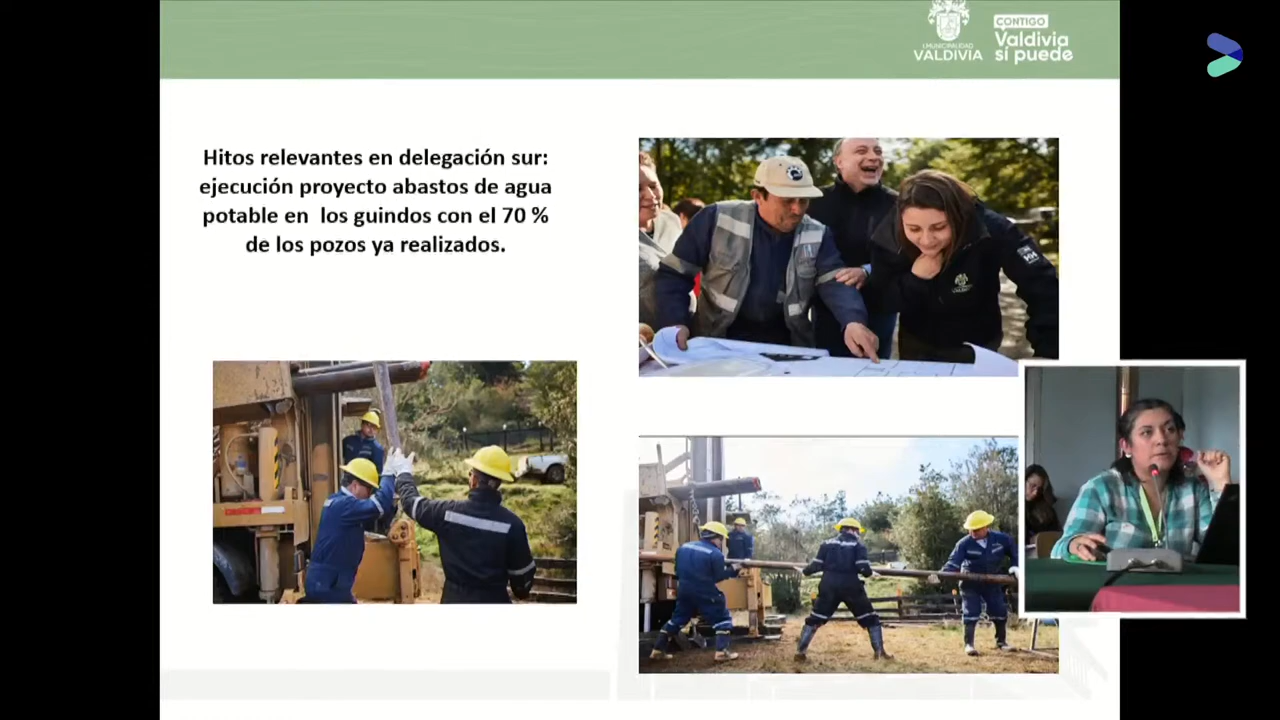 I. MUNICIPALIDAD
VALDIVIA
CONTIGO
Valdivia
sí puede
Hitos relevantes en delegación sur:
ejecución proyecto abastos de agua
potable en los guindos con el 70 %
de los pozos ya realizados.